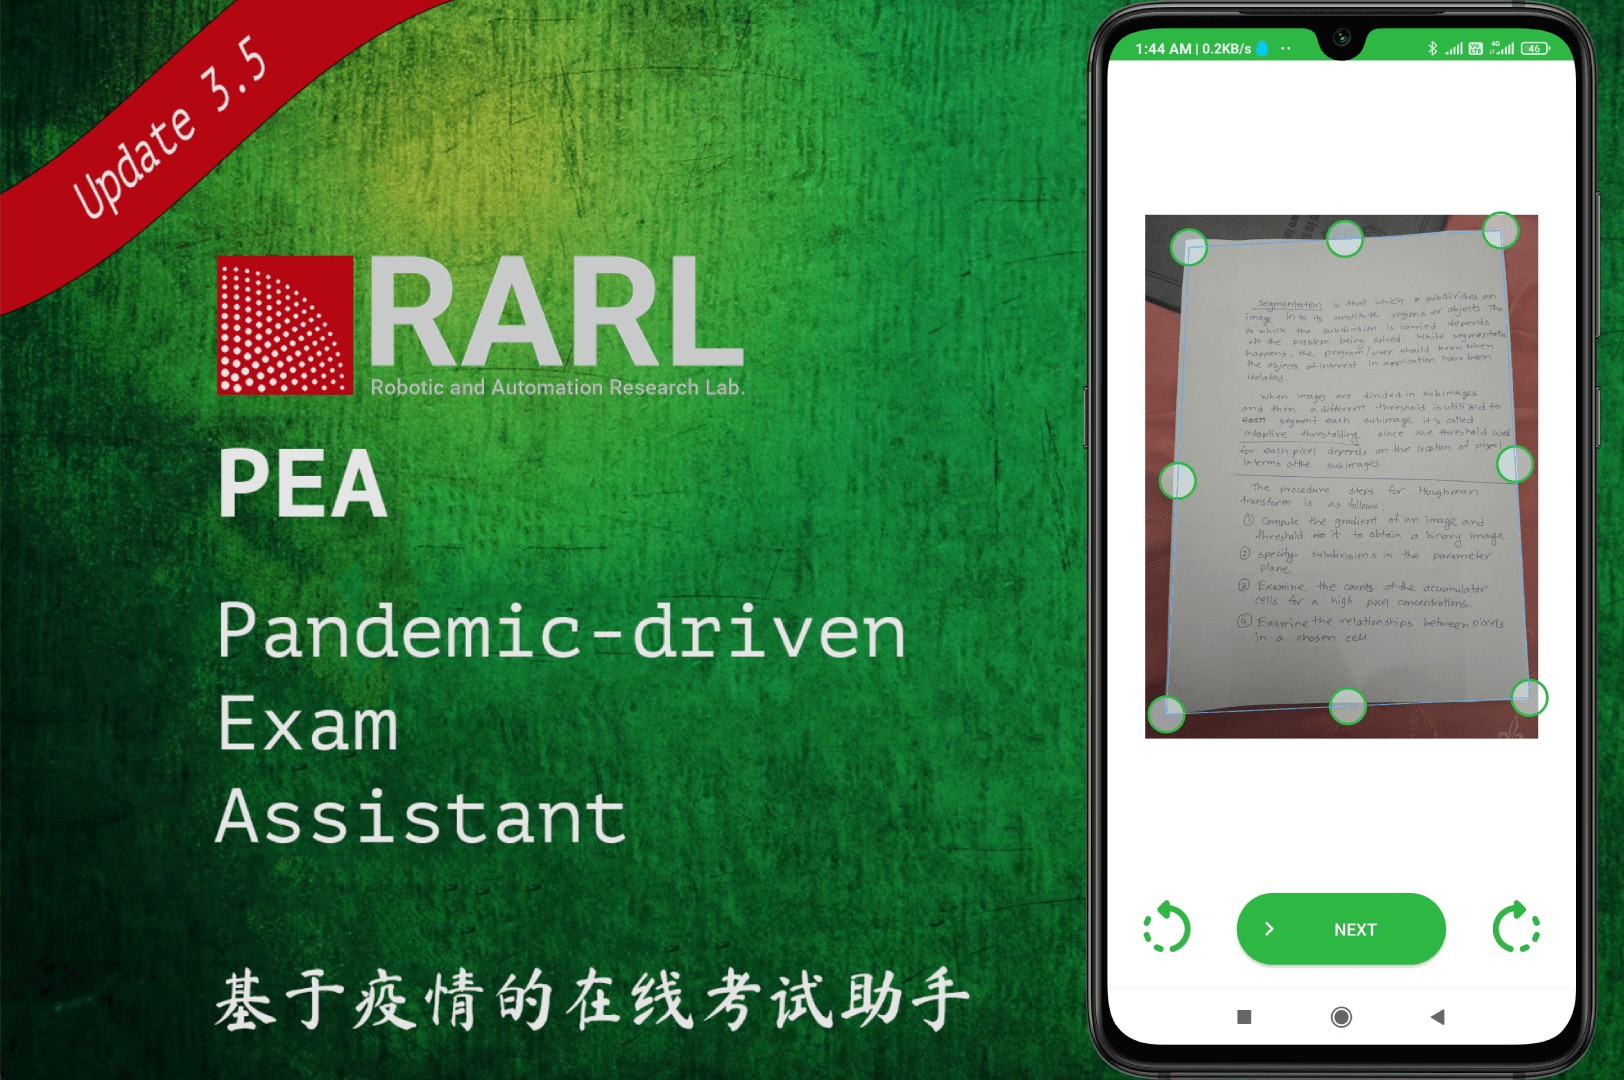 Update 3.5
RARL
Robotic and Automation Research Lab.
PEA
Pandemic-driven
Exam
Assistant
基于疫情的在线考试助手
1:44 AM | 0.2KB/s
4G
46
Segmentation is that which a subdivides an
image in to its constitute regions or objects The
to which the subdivision is carried depends
on the problem being solved. While segmentation
happens, the program/user should know when
the objects of interest in application have been
isolated.
When images are divided in subimages
and then a different threshold is utilized to
each segment each subimage it's called
adaptive thresholding since the threshold used
for each pixel depends on the location of pixel
interms of the subimages.
The procedure steps for Houghman
transform is as follows:
① Compute the gradient of an image and
threshold it to obtain a binary image
② specify subdivisions in the parameter
plane
③ Examine the counts of the accumulator
cells for a high pixel concentrations.
④ Examine the relationships between pixels
in a chosen cell.
NEXT